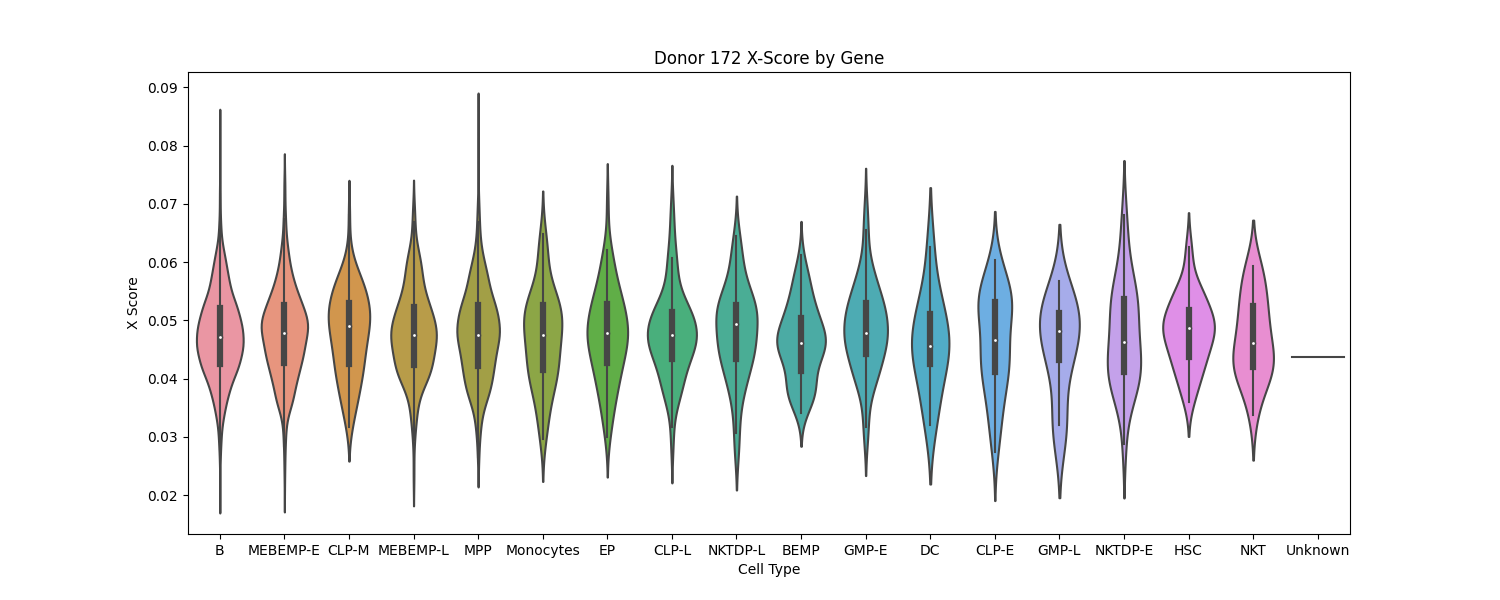 Donor 172 X-Score by Gene
0.09
0.08
0.07
0.06
0.05
0.04
0.03
0.02
X Score
B MEBEMP-E CLP-M MEBEMP-L MPP Monocytes EP CLP-L NKTDP-L BEMP GMP-E DC CLP-E GMP-L NKTDP-E HSC NKT Unknown
Cell Type